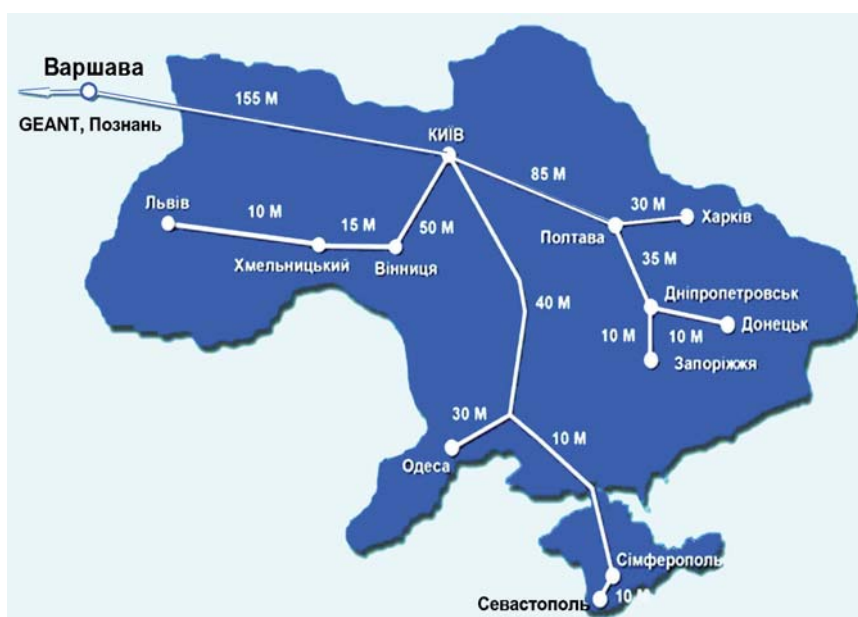 Варшава
155 М
GEANT, Познань
КИЇВ
85 М
30 М
Харків
Львів
10 М
15 М
50 М
Полтава
Хмельницький
Вінниця
35 М
40 М
Дніпропетровськ
10 М
10 М
Донецьк
Запоріжжя
30 М
10 М
Одеса
Сімферополь
Севастополь
10 М